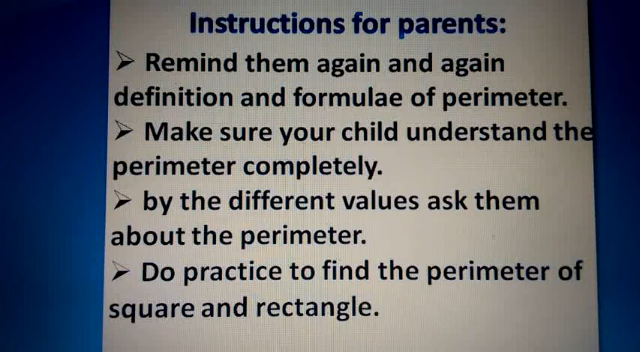 Instructions for parents:
➤ Remind them again and again
definition and formulae of perimeter.
➤ Make sure your child understand the
perimeter completely.
➤ by the different values ask them
about the perimeter.
➤ Do practice to find the perimeter of
square and rectangle.